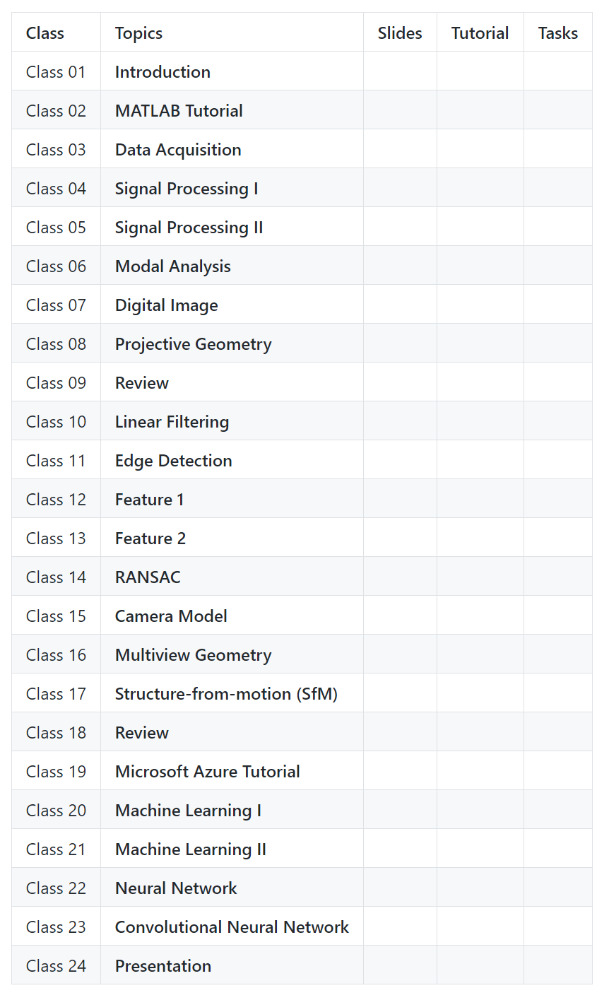 Class Topics Slides Tutorial Tasks
Class 01 Introduction
Class 02 MATLAB Tutorial
Class 03 Data Acquisition
Class 04 Signal Processing I
Class 05 Signal Processing II
Class 06 Modal Analysis
Class 07 Digital Image
Class 08 Projective Geometry
Class 09 Review
Class 10 Linear Filtering
Class 11 Edge Detection
Class 12 Feature 1
Class 13 Feature 2
Class 14 RANSAC
Class 15 Camera Model
Class 16 Multiview Geometry
Class 17 Structure-from-motion (SfM)
Class 18 Review
Class 19 Microsoft Azure Tutorial
Class 20 Machine Learning I
Class 21 Machine Learning II
Class 22 Neural Network
Class 23 Convolutional Neural Network
Class 24 Presentation